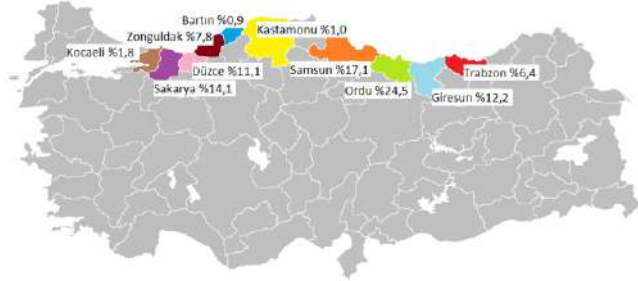 Bartın %0,9
Kastamonu %1,0
Zonguldak %7,8
Kocaeli %1,8
Düzce %11,1
Samsun %17,1
Trabzon %6,4
Sakarya %14,1
Ordu %24,5
Giresun %12,2